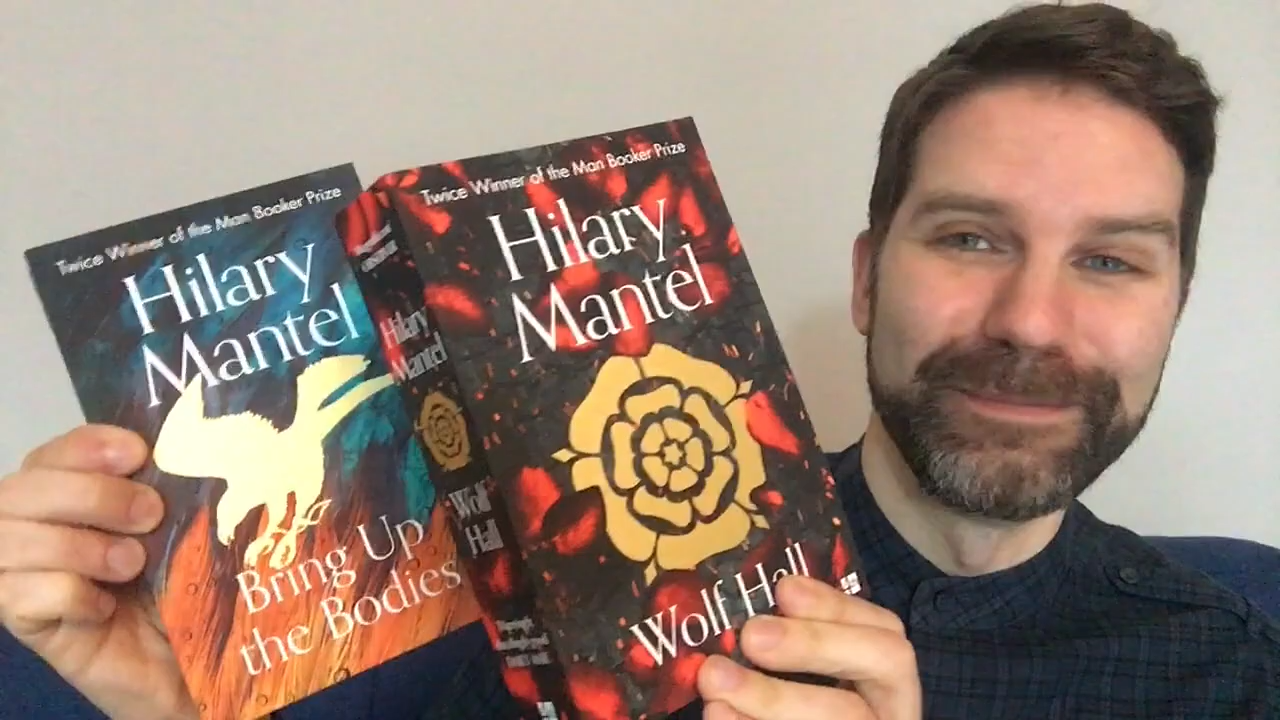 Twice Winner of the Man Booker Prize
Hilary
Mantel
Bring Up
the Bodies
Hilary
Mantel
Wolf
Hall
Twice Winner of the Man Booker Prize
Hilary
Mantel
Wolf Hall